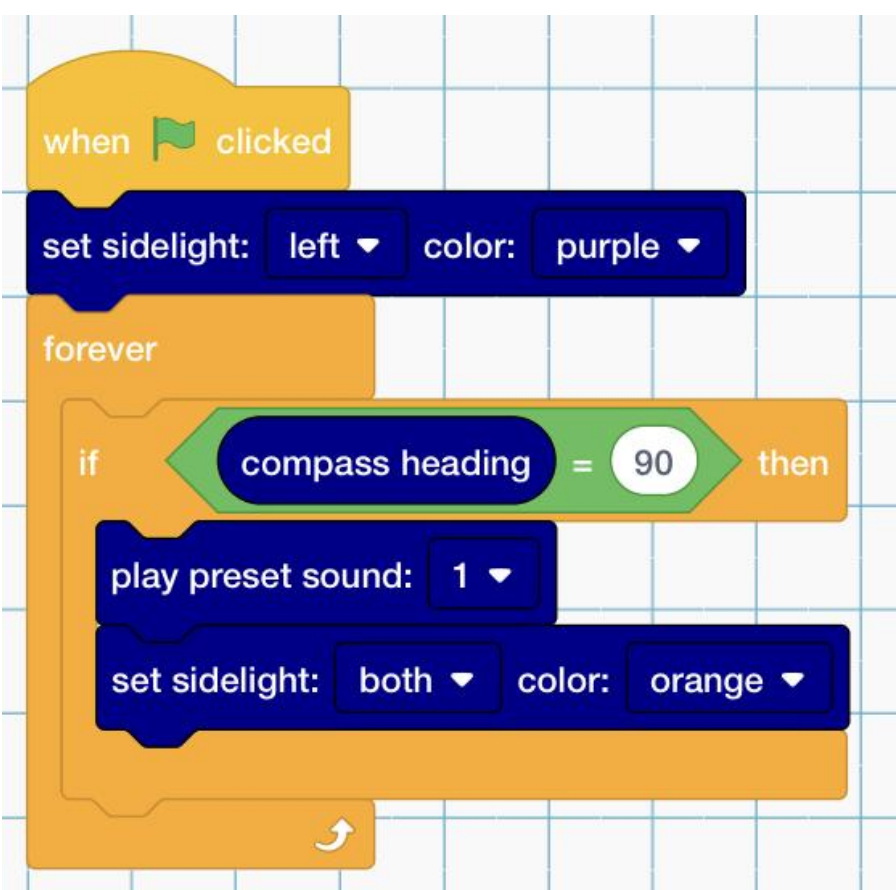 when clicked
set sidelight: left color: purple
forever
if compass heading = 90 then
play preset sound: 1
set sidelight: both color: orange